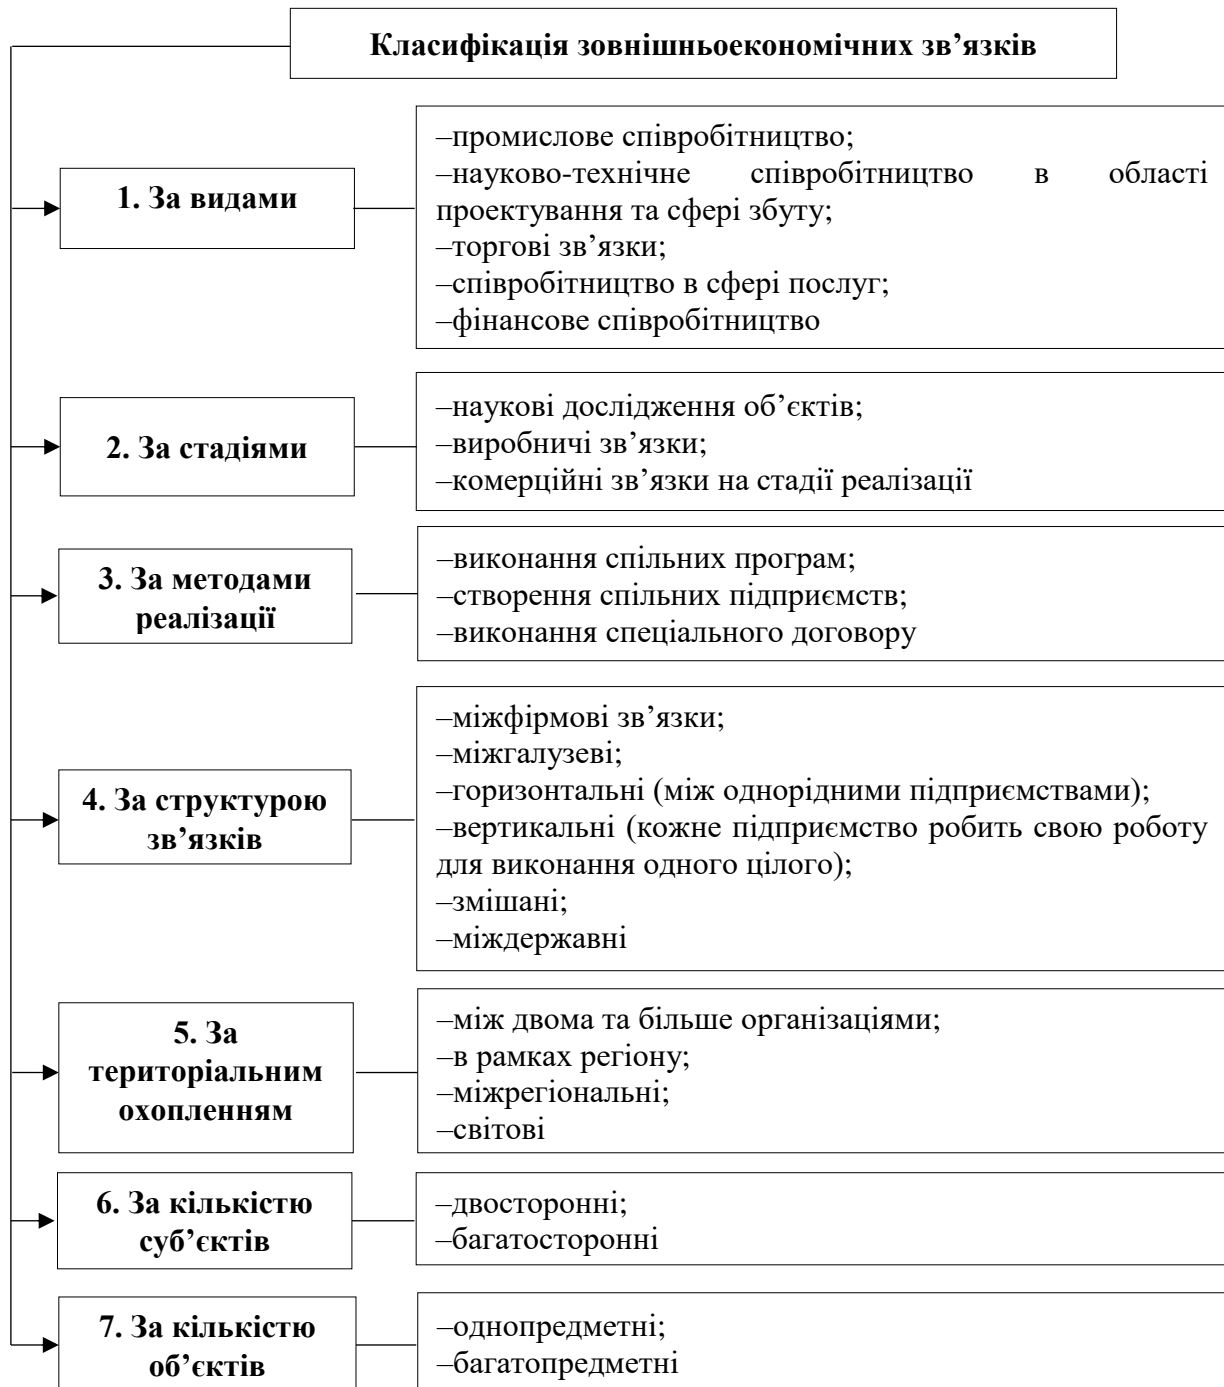 Класифікація зовнішньоекономічних зв’язків
1. За видами
–промислове співробітництво;
–науково-технічне співробітництво в області
проектування та сфері збуту;
–торгові зв’язки;
–співробітництво в сфері послуг;
–фінансове співробітництво
2. За стадіями
–наукові дослідження об’єктів;
–виробничі зв’язки;
–комерційні зв’язки на стадії реалізації
3. За методами
реалізації
–виконання спільних програм;
–створення спільних підприємств;
–виконання спеціального договору
4. За структурою
зв’язків
–міжфірмові зв’язки;
–міжгалузеві;
–горизонтальні (між однорідними підприємствами);
–вертикальні (кожне підприємство робить свою роботу
для виконання одного цілого);
–змішані;
–міждержавні
5. За
територіальним
охопленням
–між двома та більше організаціями;
–в рамках регіону;
–міжрегіональні;
–світові
6. За кількістю
суб’єктів
–двосторонні;
–багатосторонні
7. За кількістю
об’єктів
–однопредметні;
–багатопредметні